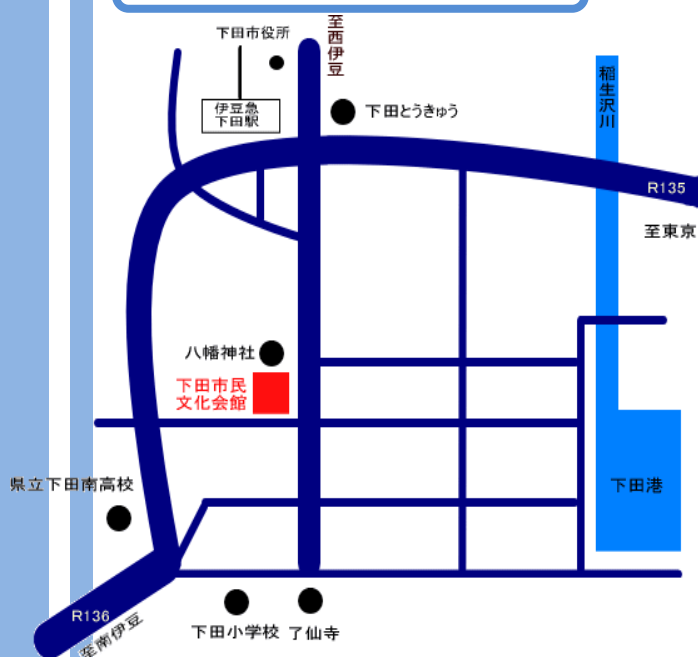 下田市役所
至西伊豆
伊豆急
下田駅
下田とうきゅう
稲生沢川
R135
至東京
八幡神社
下田市民
文化会館
県立下田南高校
下田港
R136
至南伊豆
下田小学校
了仙寺